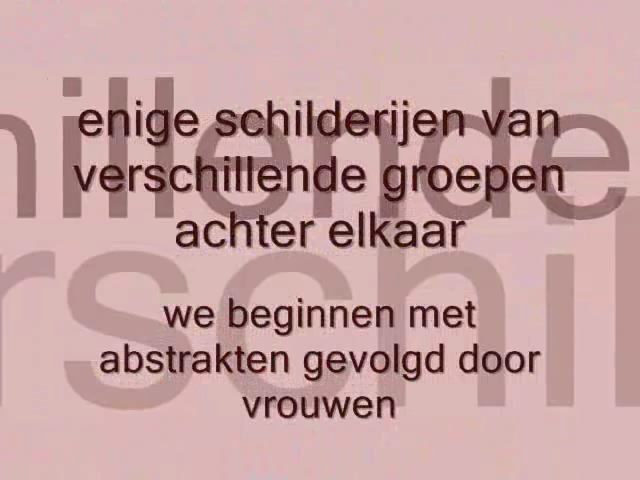 enige schilderijen van
verschillende groepen
achter elkaar
we beginnen met
abstrakten gevolgd door
vrouwen